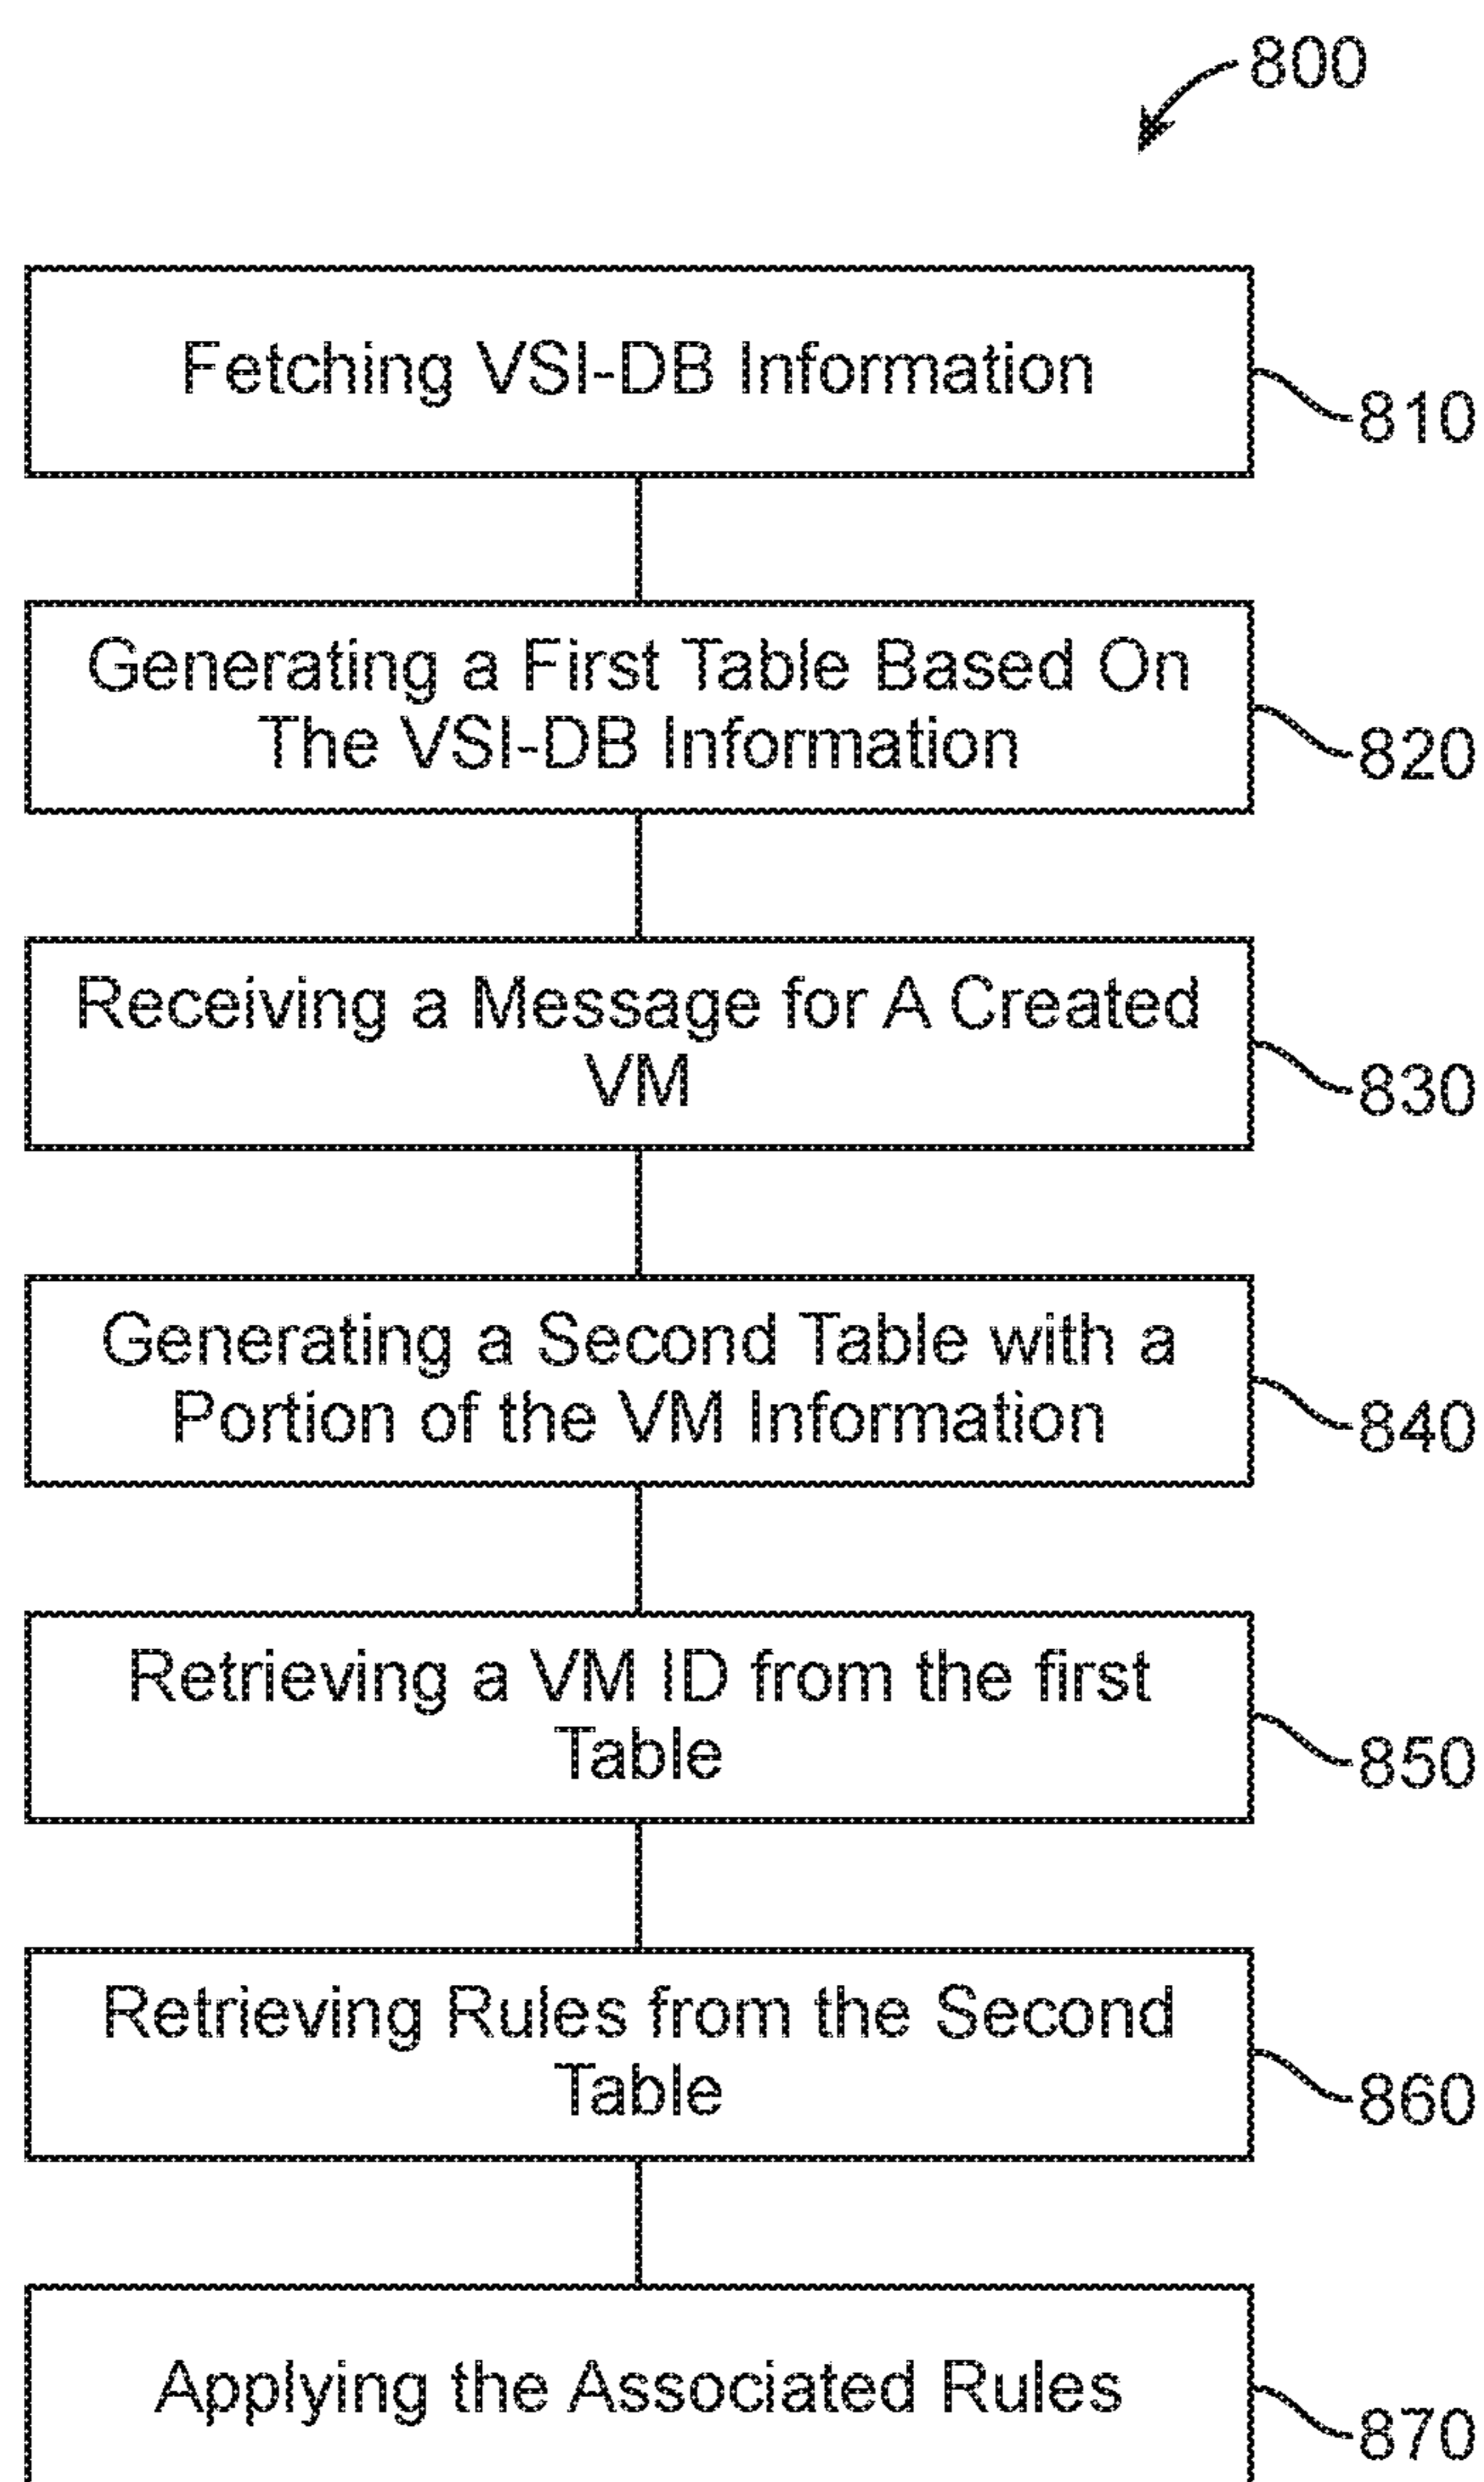 800
Fetching VSI-DB Information
810
Generating a First Table Based On
The VSI-DB Information
820
Receiving a Message for A Created
VM
830
Generating a Second Table with a
Portion of the VM Information
840
Retrieving a VM ID from the first
Table
850
Retrieving Rules from the Second
Table
860
Applying the Associated Rules
870